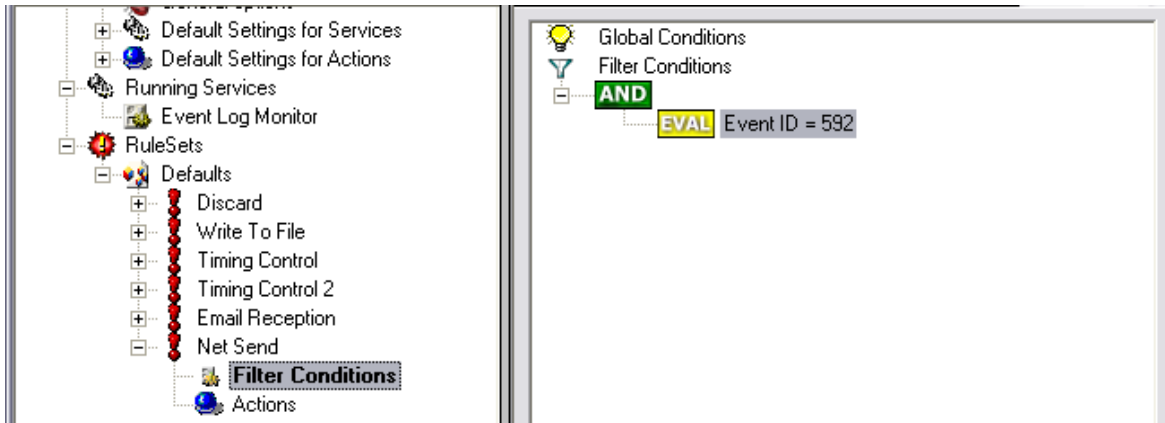 General Option
Default Settings for Services
Default Settings for Actions
Running Services
Event Log Monitor
RuleSets
Defaults
Discard
Write To File
Timing Control
Timing Control 2
Email Reception
Net Send
Filter Conditions
Actions
Global Conditions
Filter Conditions
AND
EVAL Event ID = 592